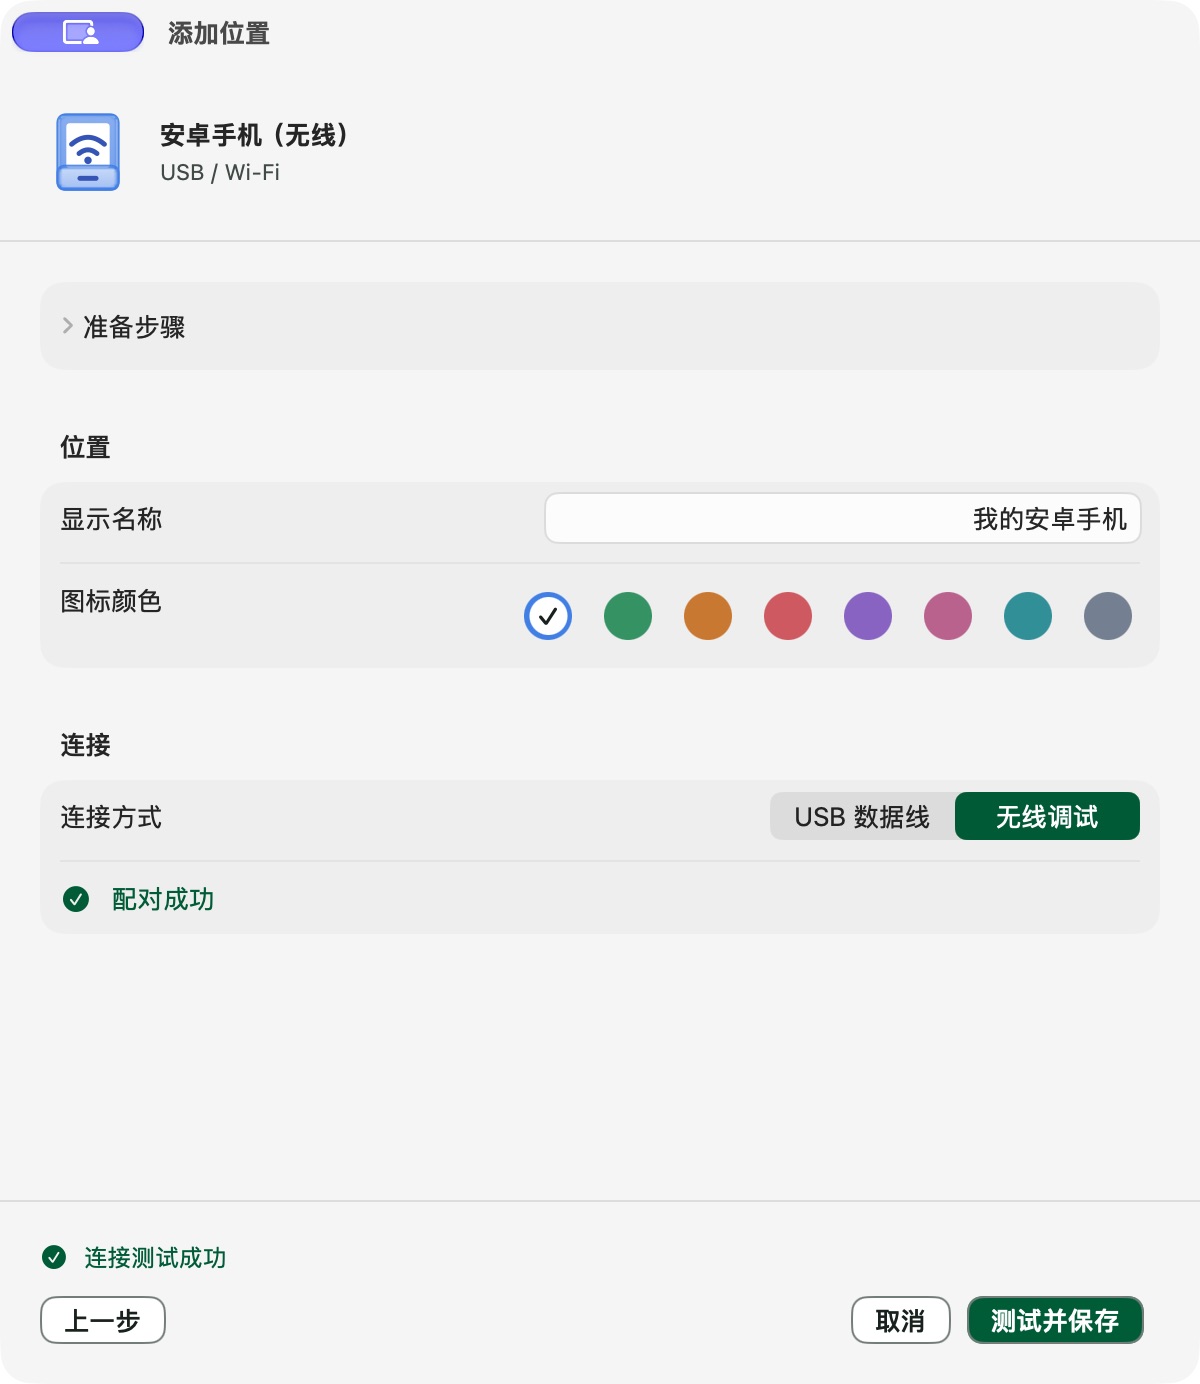 添加位置
安卓手机（无线）
USB / Wi-Fi
准备步骤
位置
显示名称
我的安卓手机
图标颜色
连接
连接方式
USB 数据线
无线调试
配对成功
连接测试成功
上一步
取消
测试并保存